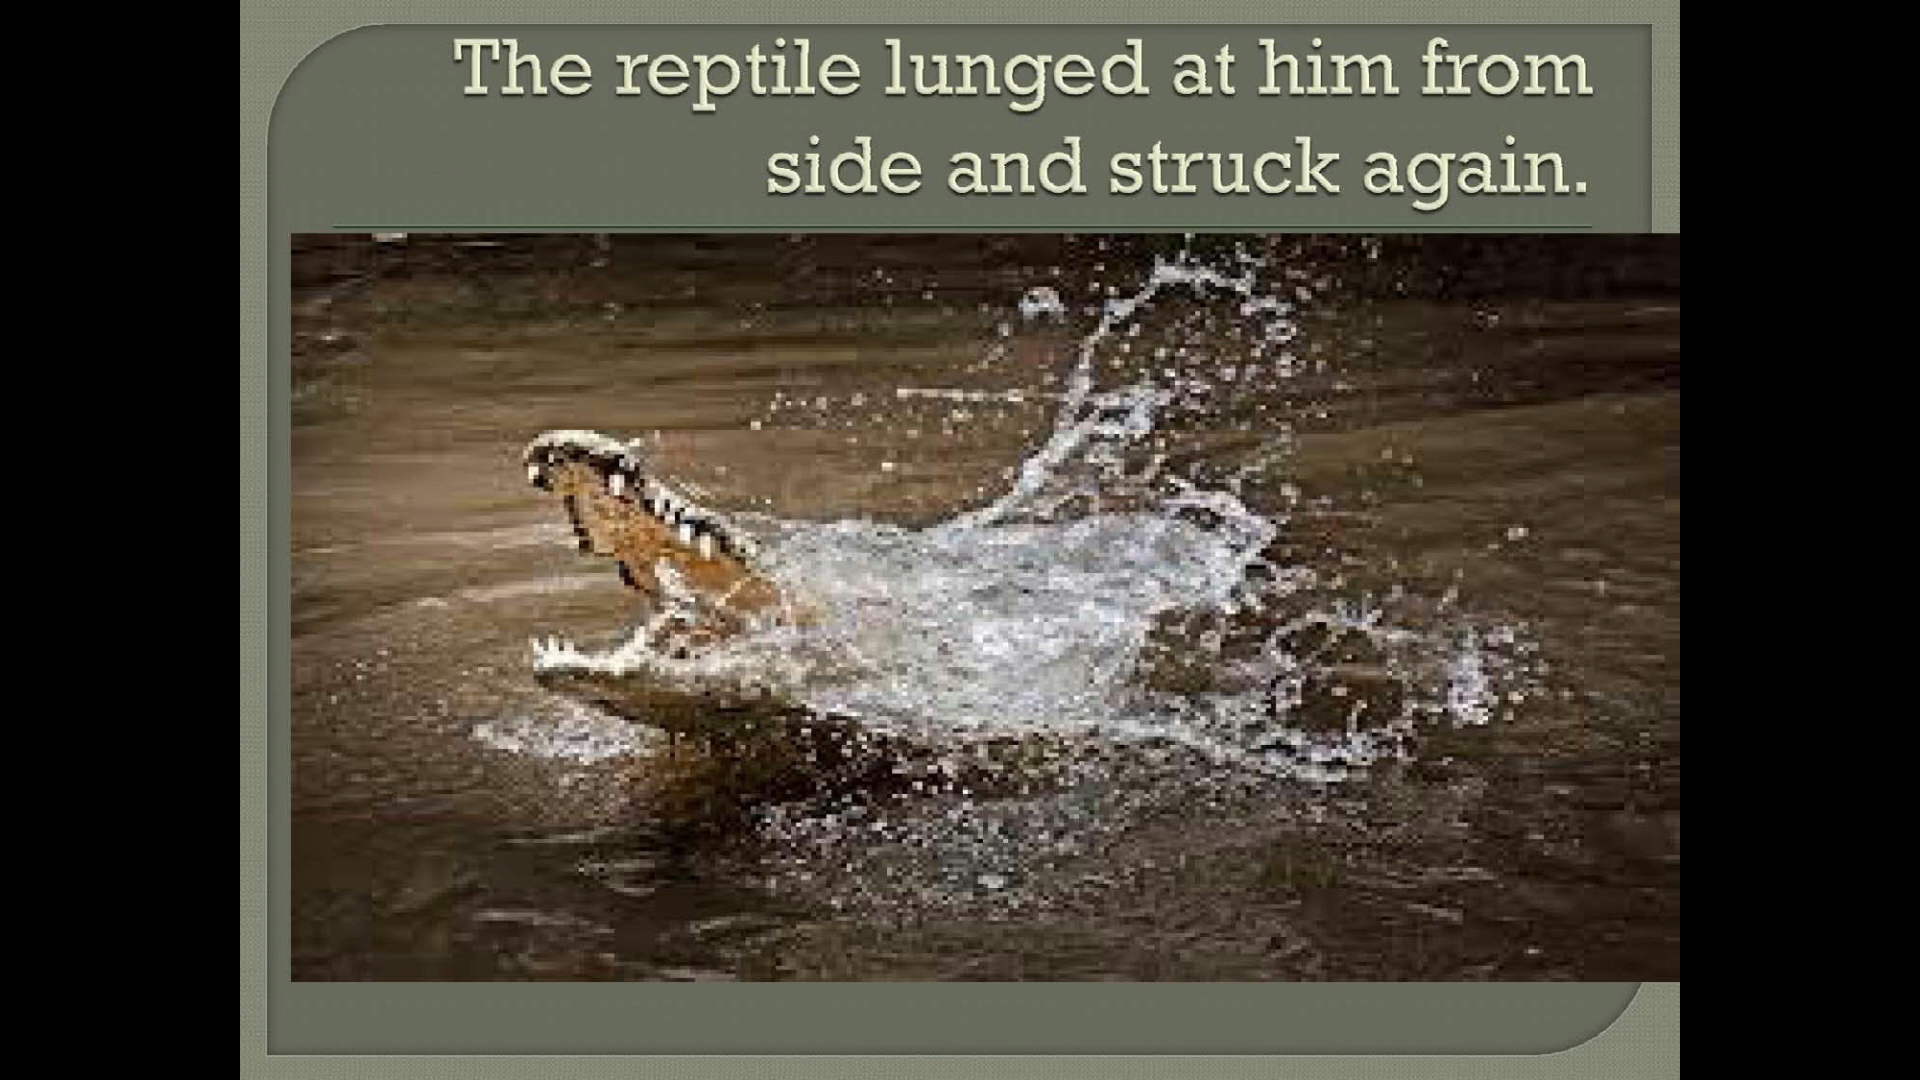 The reptile lunged at him from
side and struck again.